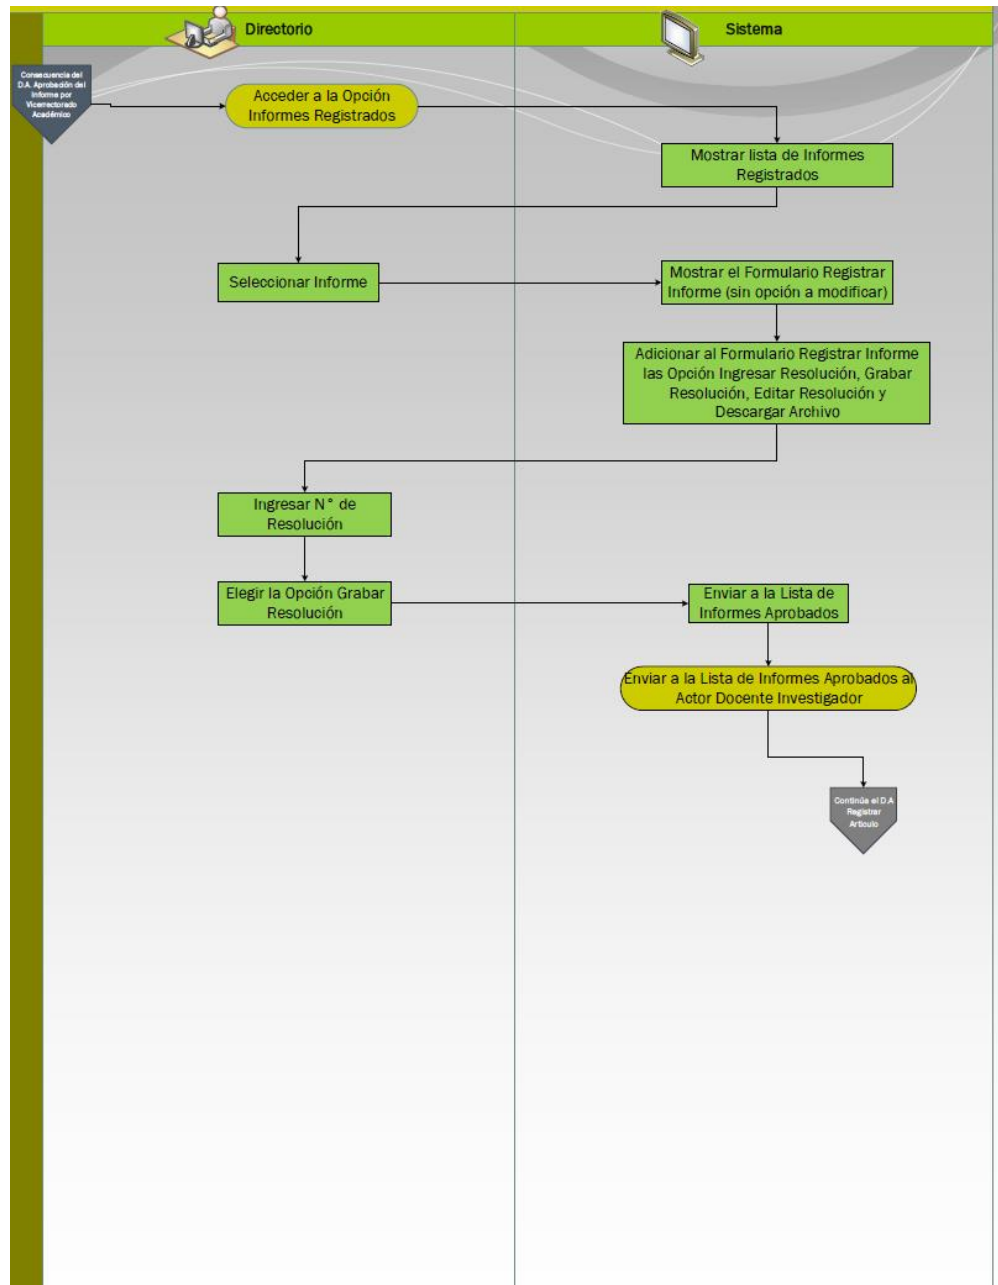 Directorio
Sistema
Consecuencia del
D.A. Aprobación del
Informe por
Vicerrectorado
Académico
Acceder a la Opción
Informes Registrados
Mostrar lista de Informes
Registrados
Seleccionar Informe
Mostrar el Formulario Registrar
Informe (sin opción a modificar)
Adicionar al Formulario Registrar Informe
las Opción Ingresar Resolución, Grabar
Resolución, Editar Resolución y
Descargar Archivo
Ingresar N° de
Resolución
Elegir la Opción Grabar
Resolución
Enviar a la Lista de
Informes Aprobados
Enviar a la Lista de Informes Aprobados al
Actor Docente Investigador
Continúa el D.A
Registrar
Artículo